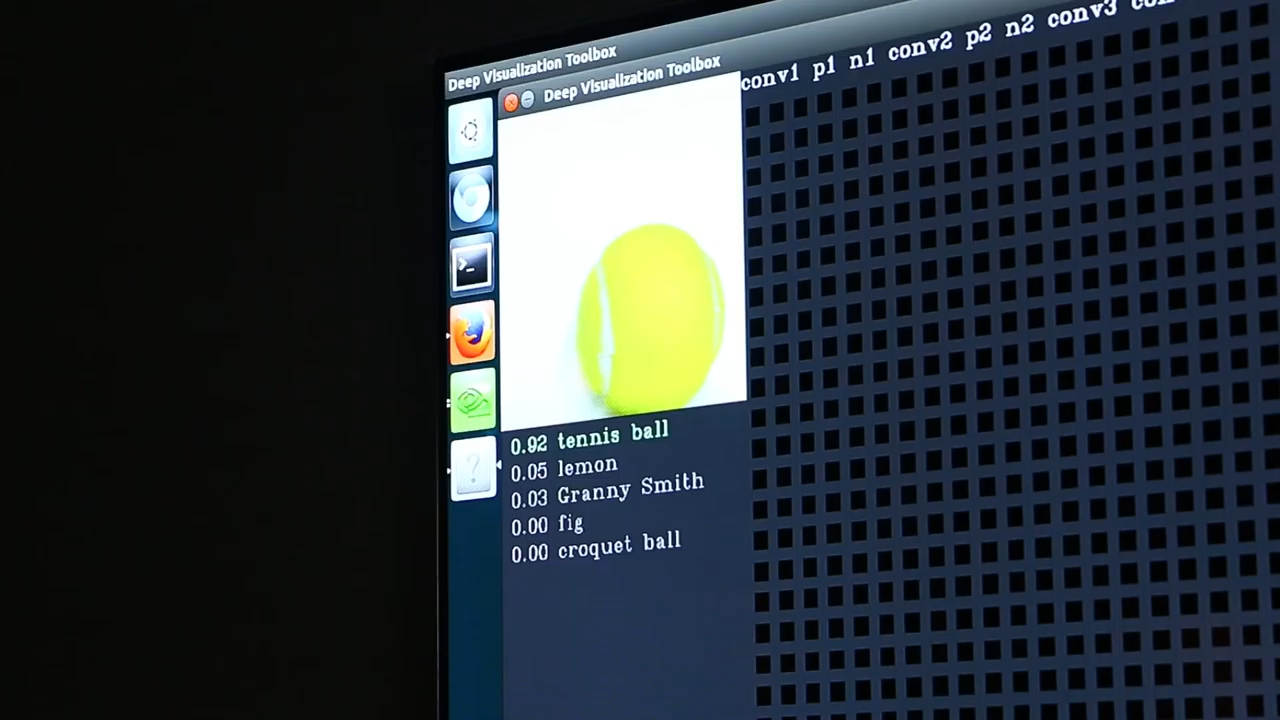 Deep Visualization Toolbox
Deep Visualization Toolbox
conv1 p1 n1 conv2 p2 n2 conv3
0.92 tennis ball
0.05 lemon
0.03 Granny Smith
0.00 fig
0.00 croquet ball